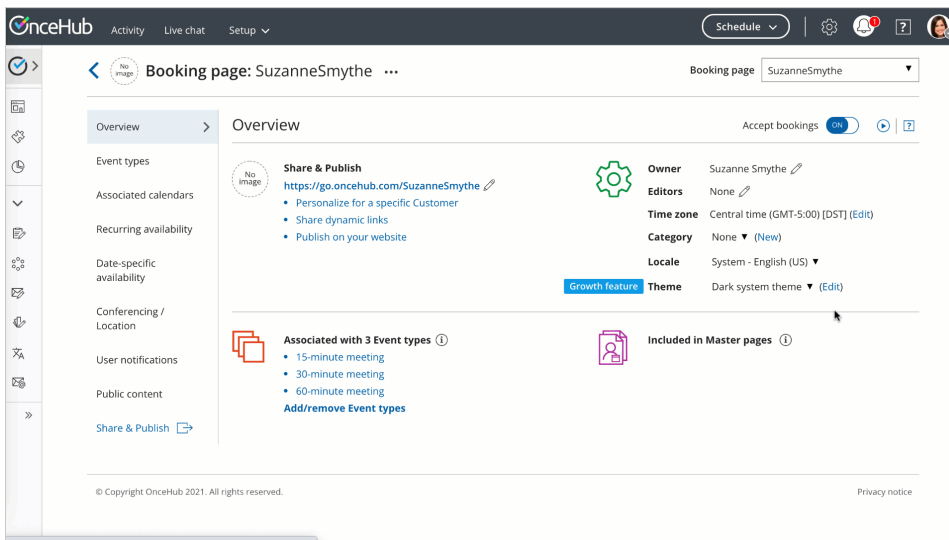 OnceHub Activity Live chat Setup Schedule 1 ?
No image Booking page: SuzanneSmythe ... Booking page SuzanneSmythe
Overview
Event types
Associated calendars
Recurring availability
Date-specific
availability
Conferencing /
Location
User notifications
Public content
Share & Publish
Overview Accept bookings ON ?
No image
Share & Publish
https://go.oncehub.com/SuzanneSmythe
• Personalize for a specific Customer
• Share dynamic links
• Publish on your website
Owner Suzanne Smythe
Editors None
Time zone Central time (GMT-5:00) [DST] (Edit)
Category None ▼ (New)
Locale System - English (US) ▼
Growth feature Theme Dark system theme ▼ (Edit)
Associated with 3 Event types i
• 15-minute meeting
• 30-minute meeting
• 60-minute meeting
Add/remove Event types
Included in Master pages i
© Copyright OnceHub 2021. All rights reserved. Privacy notice